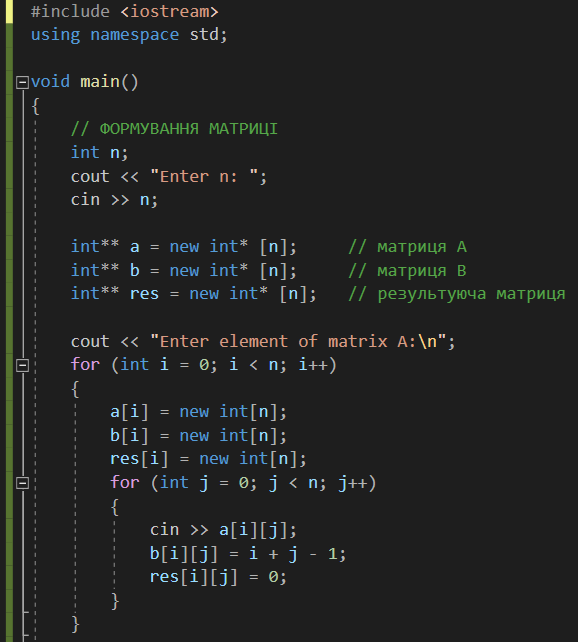 #include <iostream>
using namespace std;
void main()
{
// ФОРМУВАННЯ МАТРИЦІ
int n;
cout << "Enter n: ";
cin >> n;
int** a = new int* [n];     // матриця A
int** b = new int* [n];     // матриця B
int** res = new int* [n];   // результуюча матриця
cout << "Enter element of matrix A:\n";
for (int i = 0; i < n; i++)
{
a[i] = new int[n];
b[i] = new int[n];
res[i] = new int[n];
for (int j = 0; j < n; j++)
{
cin >> a[i][j];
b[i][j] = i + j - 1;
res[i][j] = 0;
}
}